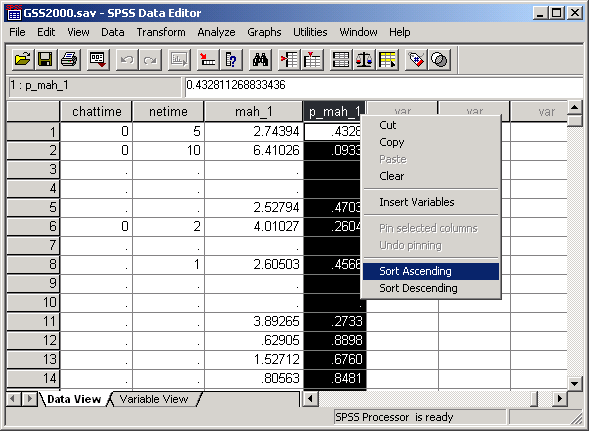 GSS2000.sav - SPSS Data Editor
File Edit View Data Transform Analyze Graphs Utilities Window Help
1 : p_mah_1 0.432811268833436
chattime netime mah_1 p_mah_1 var var var
1 0 5 2.74394 .4328
2 0 10 6.41026 .0933
3 . . .
4 . . .
5 . . 2.52794 .4703
6 0 2 4.01027 .2604
7 . . .
8 . 1 2.60503 .4566
9 . . .
10 . . . .
11 . . 3.89265 .2733
12 . . .62905 .8898
13 . . 1.52712 .6760
14 . . .80563 .8481
Cut
Copy
Paste
Clear
Insert Variables
Pin selected columns
Undo pinning
Sort Ascending
Sort Descending
Data View Variable View
SPSS Processor is ready